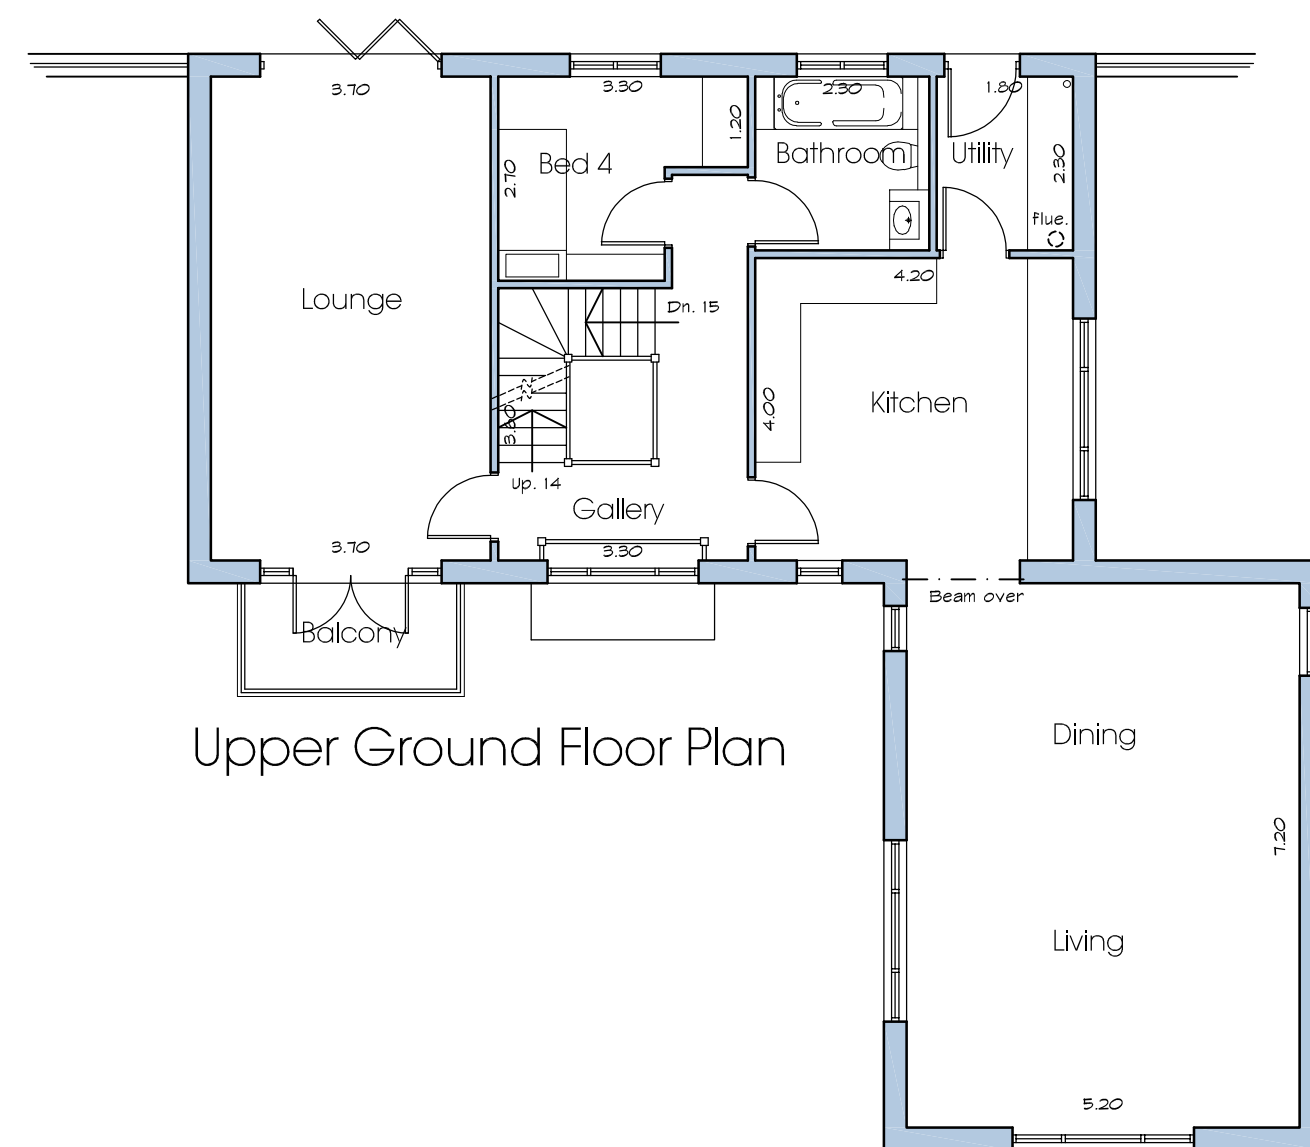 3.70
3.30
2.30
1.80
1.20
Bed 4
Bathroom
Utility
2.70
2.30
flue.
4.20
Lounge
Dn. 15
Kitchen
4.00
Up. 14
Gallery
3.70
3.30
Beam over
Balcony
Upper Ground Floor Plan
Dining
7.20
Living
5.20